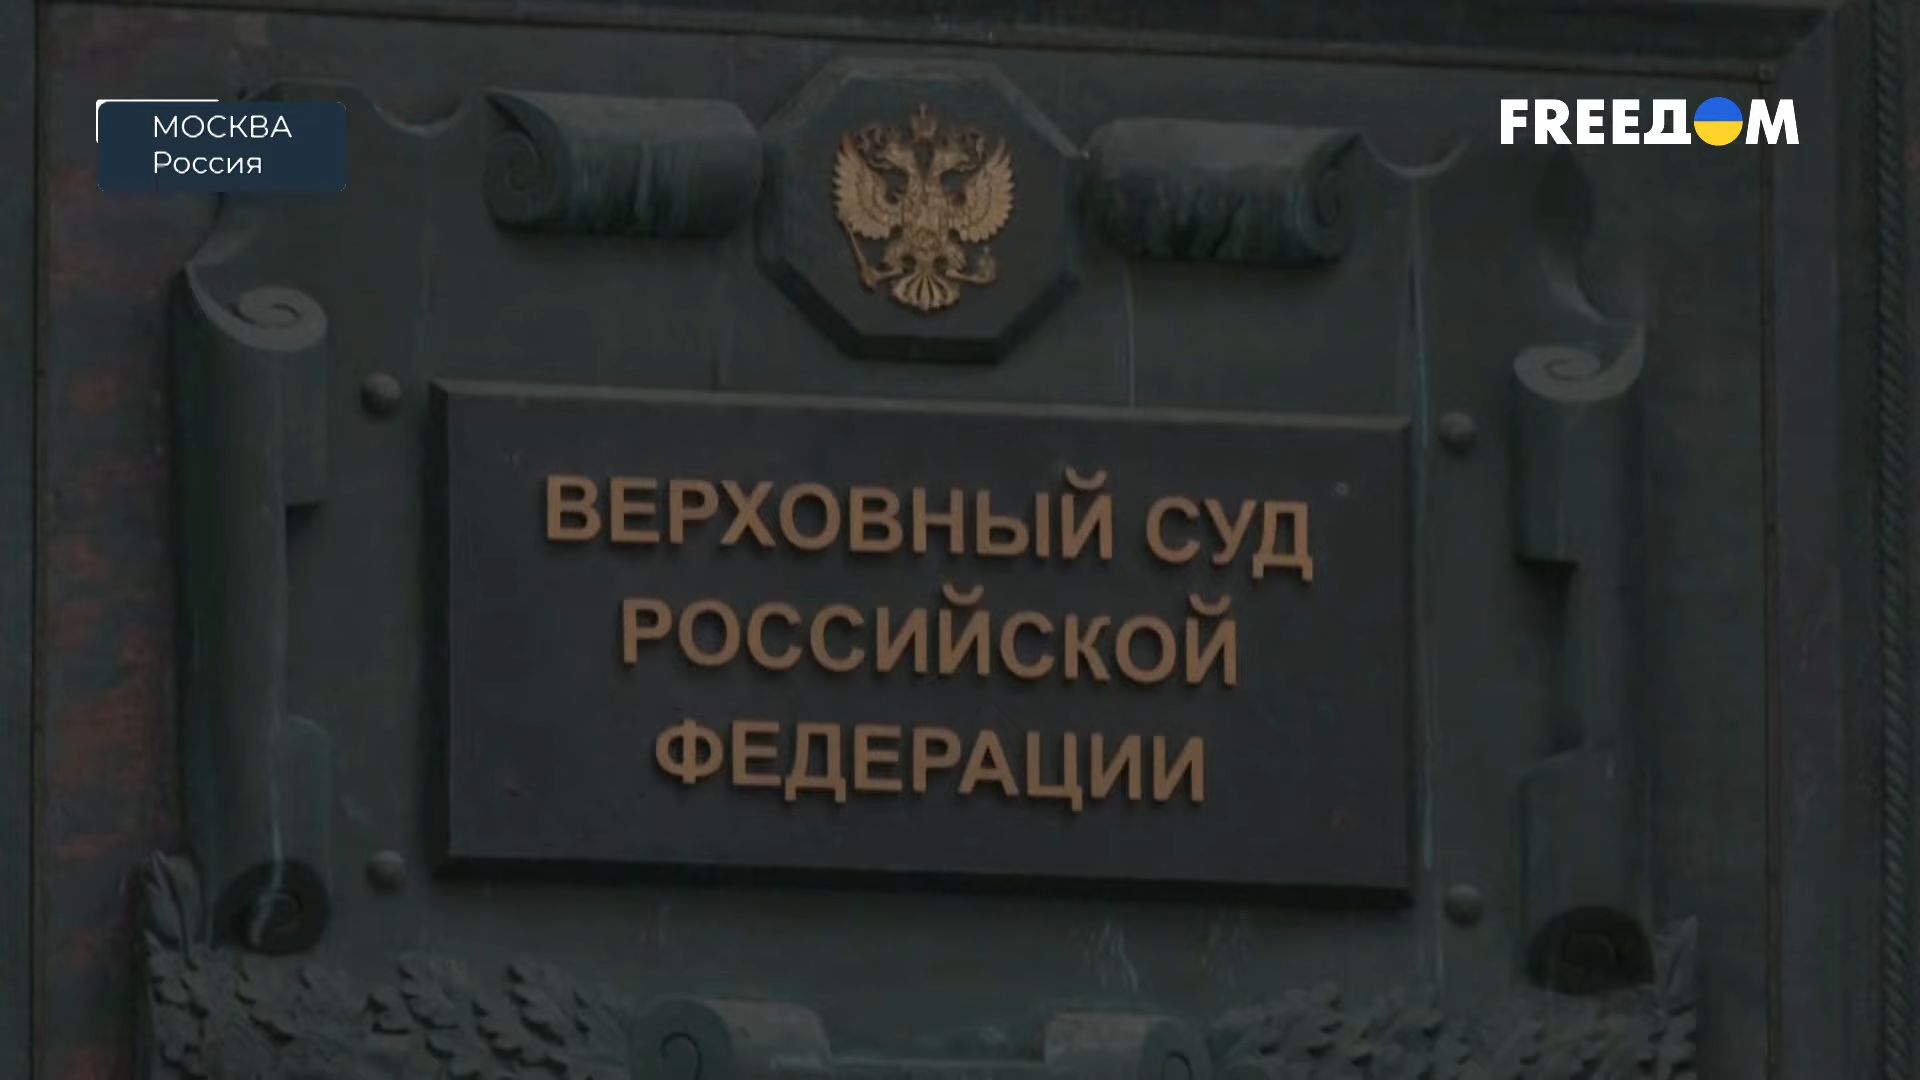 МОСКВА
Россия
FREEДOM
ВЕРХОВНЫЙ СУД
РОССИЙСКОЙ
ФЕДЕРАЦИИ